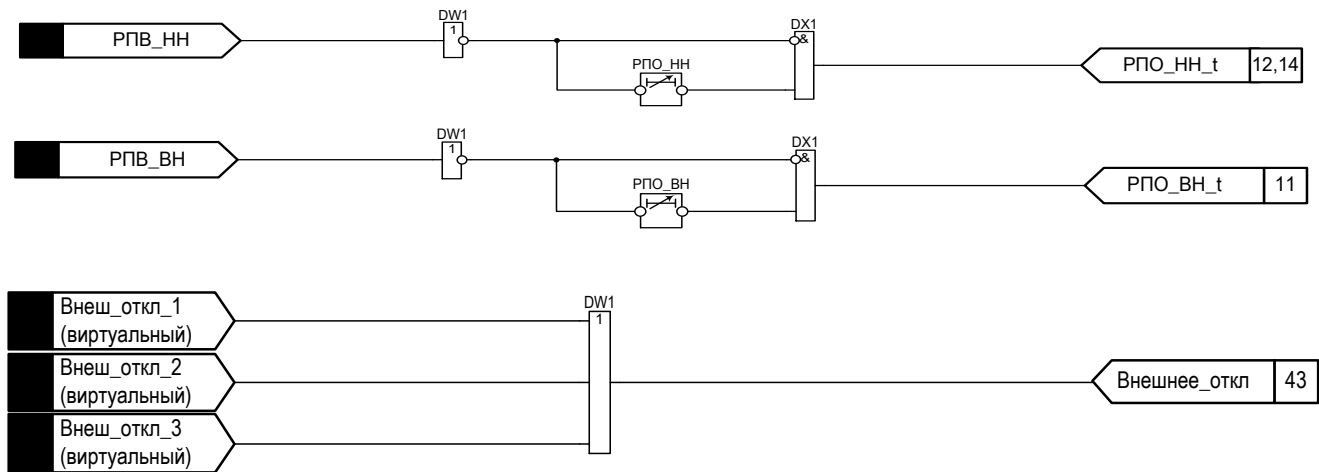 DW1
DX1
РПВ_НН
1
&
РПО_НН
РПО_НН_t 12,14
DW1
DX1
РПВ_ВН
1
&
РПО_ВН
РПО_ВН_t 11
Внеш_откл_1
(виртуальный)
DW1
1
Внеш_откл_2
(виртуальный)
Внешнее_откл 43
Внеш_откл_3
(виртуальный)